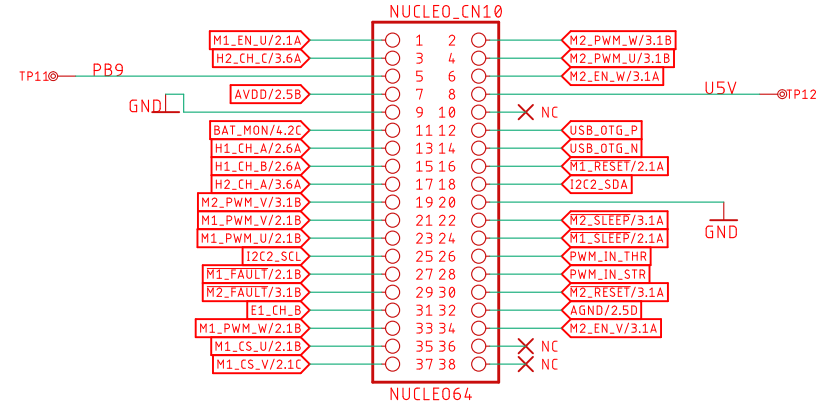 NUCLEO_CN10
M1_EN_U/2.1A 1 2 M2_PWM_W/3.1B
H2_CH_C/3.6A 3 4 M2_PWM_U/3.1B
TP11 PB9 5 6 M2_EN_W/3.1A
AVDD/2.5B 7 8 U5V TP12
GND 9 10 NC
BAT_MON/4.2C 11 12 USB_OTG_P
H1_CH_A/2.6A 13 14 USB_OTG_N
H1_CH_B/2.6A 15 16 M1_RESET/2.1A
H2_CH_A/3.6A 17 18 I2C2_SDA
M2_PWM_V/3.1B 19 20 GND
M1_PWM_V/2.1B 21 22 M2_SLEEP/3.1A
M1_PWM_U/2.1B 23 24 M1_SLEEP/2.1A
I2C2_SCL 25 26 PWM_IN_THR
M1_FAULT/2.1B 27 28 PWM_IN_STR
M2_FAULT/3.1B 29 30 M2_RESET/3.1A
E1_CH_B 31 32 AGND/2.5D
M1_PWM_W/2.1B 33 34 M2_EN_V/3.1A
M1_CS_U/2.1B 35 36 NC
M1_CS_V/2.1C 37 38 NC
NUCLEO64